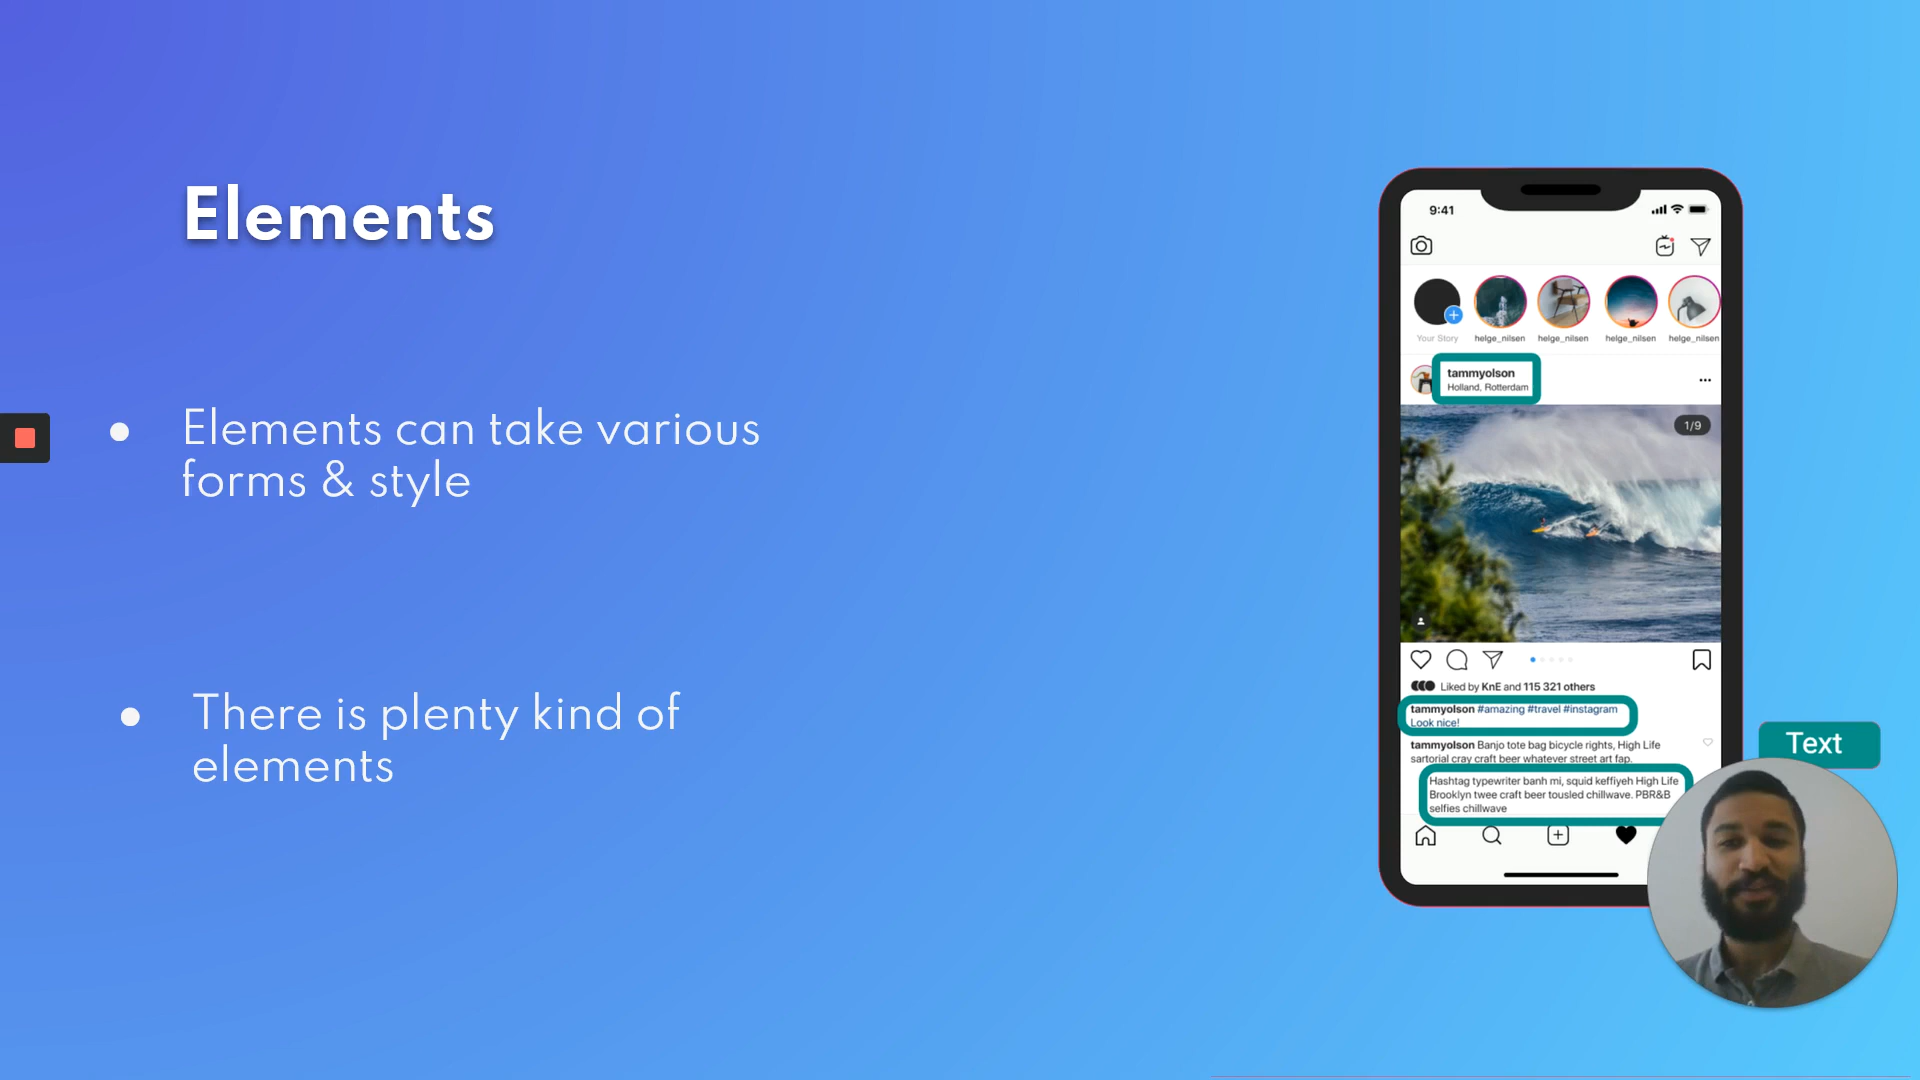 Elements
Elements can take various
forms & style
There is plenty kind of
elements
9:41
Your Story
helge_nilsen
helge_nilsen
helge_nilsen
helge_nilsen
tammyolson
Holland, Rotterdam
1/9
Liked by KnE and 115 321 others
tammyolson #amazing #travel #instagram
Look nice!
tammyolson Banjo tote bag bicycle rights, High Life
sartorial cray craft beer whatever street art fap.
Hashtag typewriter banh mi, squid keffiyeh High Life
Brooklyn twee craft beer tousled chillwave. PBR&B
selfies chillwave
Text